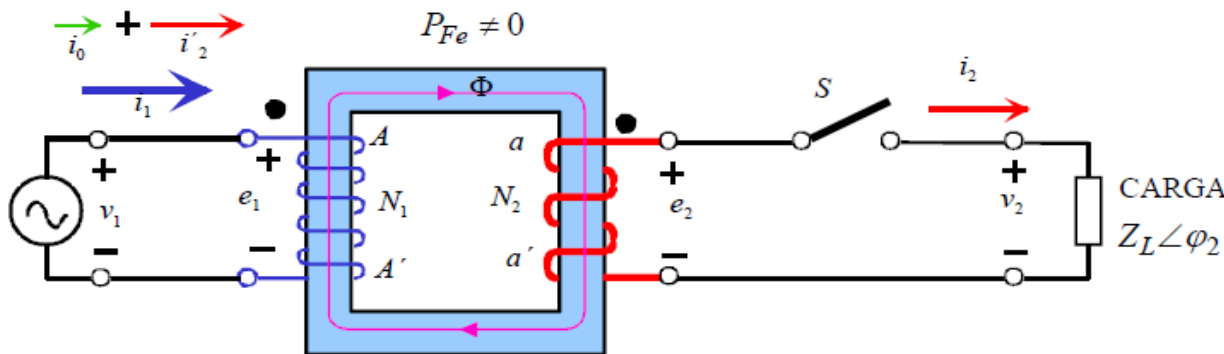 i₀ + i′₂
P_Fe ≠ 0
i₁
Φ
S
i₂
A
a
+
+
+
+
v₁
e₁
N₁
N₂
e₂
v₂
CARGA
Z_L∠φ₂
−
−
A′
a′
−
−